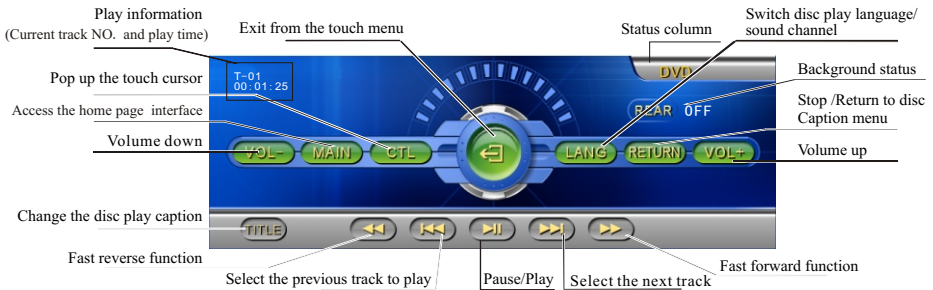 Play information
(Current track NO. and play time)
Exit from the touch menu
Status column
Switch disc play language/
sound channel
Pop up the touch cursor
T-01
00:01:25
DVD
Background status
Access the home page interface
REAR OFF
Stop /Return to disc
Caption menu
Volume down
VOL- MAIN CTL LANG RETURN VOL+
Volume up
Change the disc play caption
TITLE
Fast reverse function
Select the previous track to play
Pause/Play
Select the next track
Fast forward function